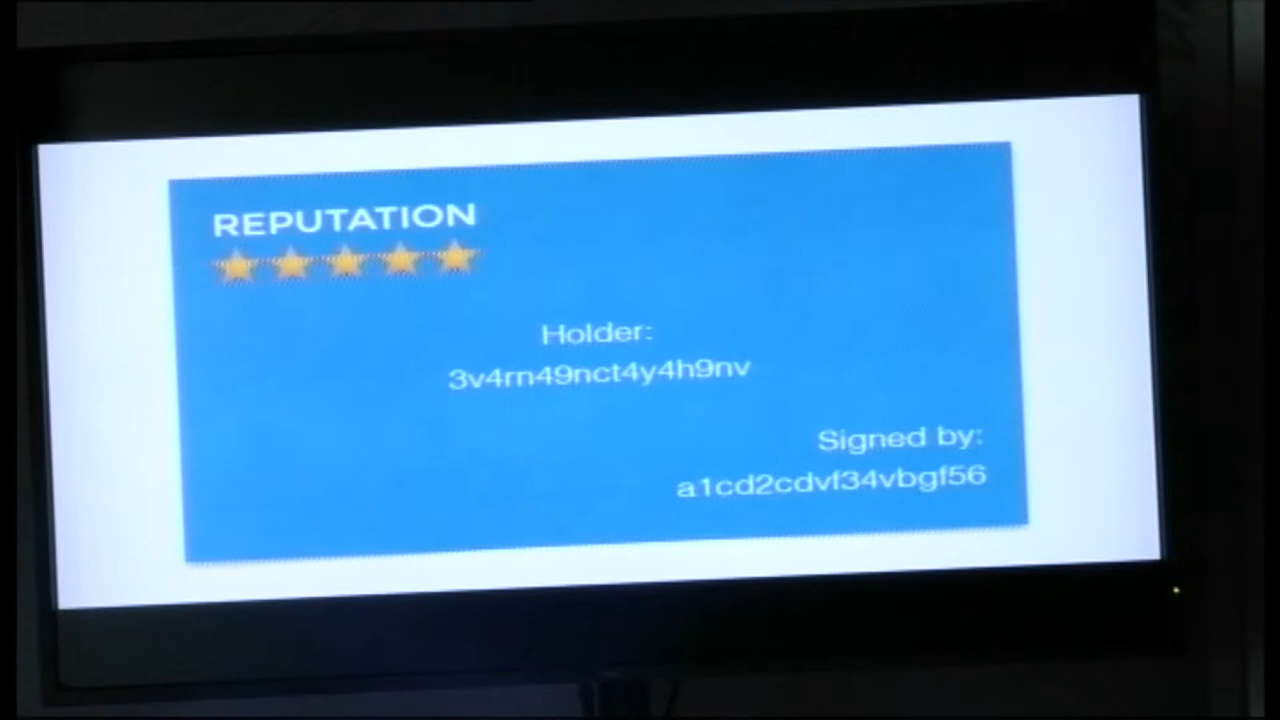 REPUTATION
Holder:
3v4rn49nct4y4h9nv
Signed by:
a1cd2cdvf34vbgf56